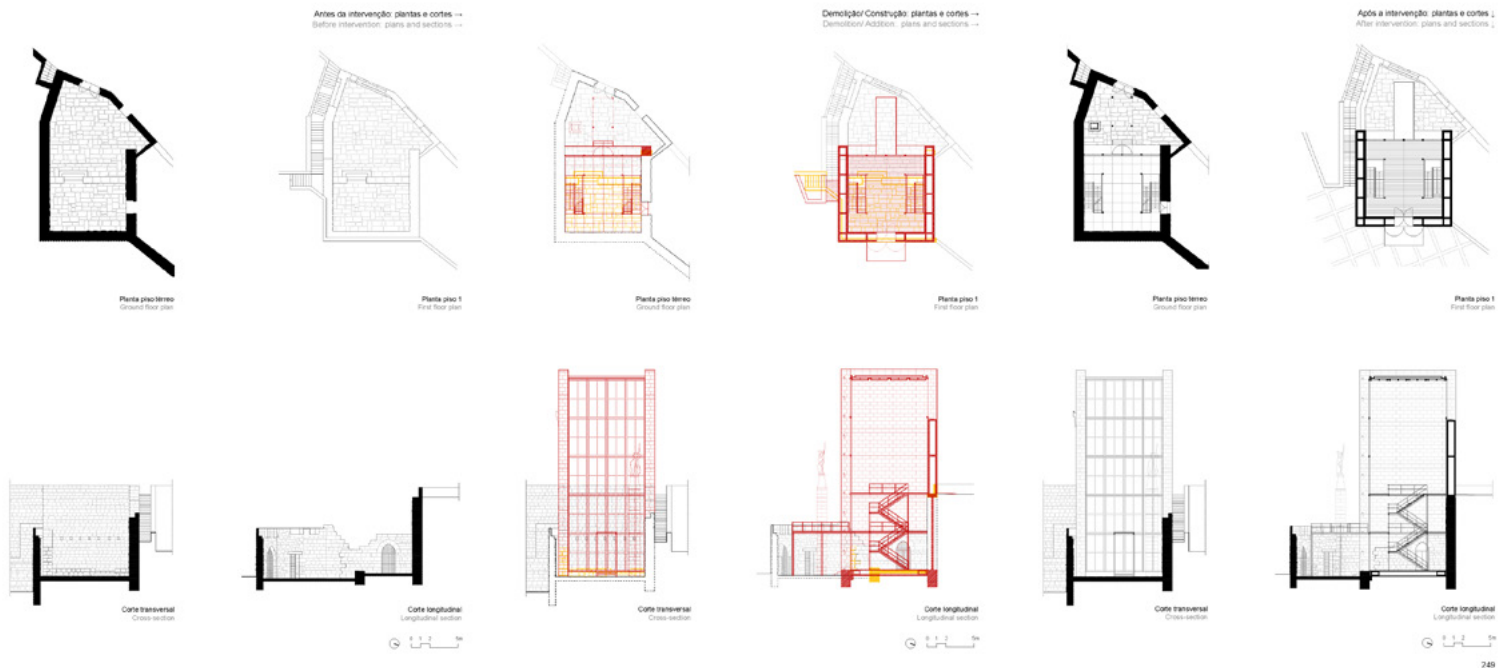 Antes da intervenção: plantas e cortes →
Before intervention: plans and sections →
Demolição/ Construção: plantas e cortes →
Demolition/ Addition: plans and sections →
Após a intervenção: plantas e cortes ↓
After intervention: plans and sections ↓
Planta piso térreo
Ground floor plan
Planta piso 1
First floor plan
Planta piso térreo
Ground floor plan
Planta piso 1
First floor plan
Planta piso térreo
Ground floor plan
Planta piso 1
First floor plan
Corte transversal
Cross-section
Corte longitudinal
Longitudinal section
Corte transversal
Cross-section
Corte longitudinal
Longitudinal section
Corte transversal
Cross-section
Corte longitudinal
Longitudinal section
0 1 2 5m
0 1 2 5m
0 1 2 5m
249